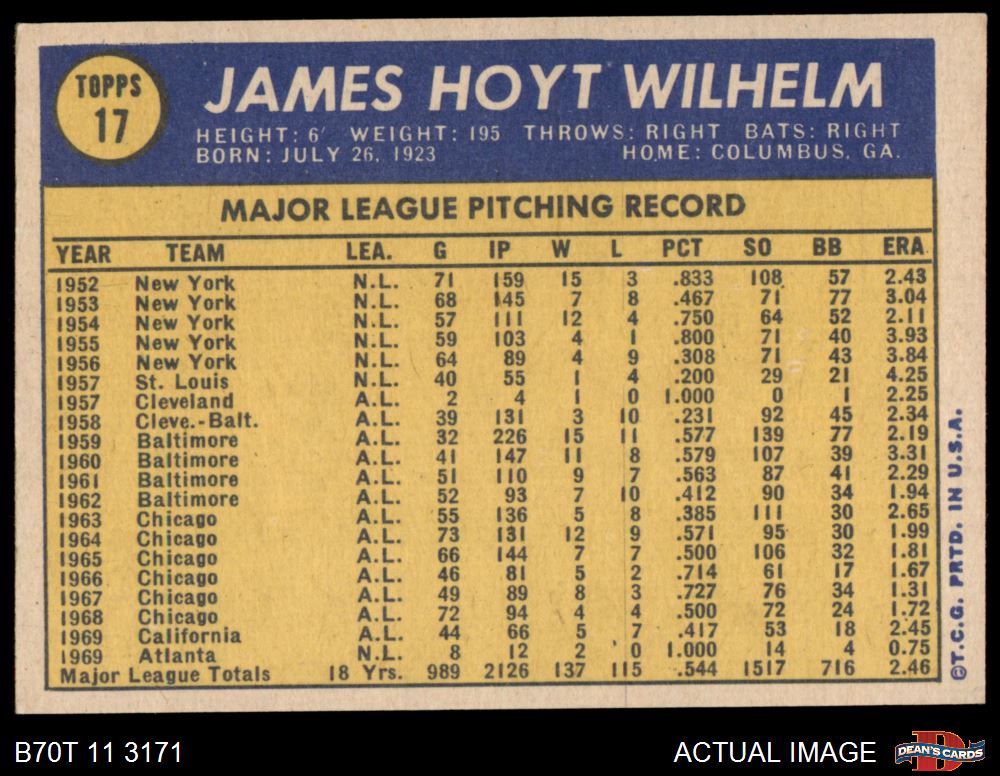 TOPPS
17
JAMES HOYT WILHELM
HEIGHT: 6' WEIGHT: 195 THROWS: RIGHT BATS: RIGHT
BORN: JULY 26, 1923 HOME: COLUMBUS, GA.
MAJOR LEAGUE PITCHING RECORD
YEAR TEAM LEA. G IP W L PCT SO BB ERA
1952 New York N.L. 71 159 15 3 .833 108 57 2.43
1953 New York N.L. 68 145 7 8 .467 71 77 3.04
1954 New York N.L. 57 111 12 4 .750 64 52 2.11
1955 New York N.L. 59 103 4 1 .800 71 40 3.93
1956 New York N.L. 64 89 4 9 .308 71 43 3.84
1957 St. Louis N.L. 40 55 1 4 .200 29 21 4.25
1957 Cleveland A.L. 2 4 1 0 1.000 0 1 2.25
1958 Cleve.-Balt. A.L. 39 131 3 10 .231 92 45 2.34
1959 Baltimore A.L. 32 226 15 11 .577 139 77 2.19
1960 Baltimore A.L. 41 147 11 8 .579 107 39 3.31
1961 Baltimore A.L. 51 110 9 7 .563 87 41 2.29
1962 Baltimore A.L. 52 93 7 10 .412 90 34 1.94
1963 Chicago A.L. 55 136 5 8 .385 111 30 2.65
1964 Chicago A.L. 73 131 12 9 .571 95 30 1.99
1965 Chicago A.L. 66 144 7 7 .500 106 32 1.81
1966 Chicago A.L. 46 81 5 2 .714 61 17 1.67
1967 Chicago A.L. 49 89 8 3 .727 76 34 1.31
1968 Chicago A.L. 72 94 4 4 .500 72 24 1.72
1969 California A.L. 44 66 5 7 .417 53 18 2.45
1969 Atlanta N.L. 8 12 2 0 1.000 14 4 0.75
Major League Totals 18 Yrs. 989 2126 137 115 .544 1517 716 2.46
©T.C.G. PRTD. IN U.S.A.
B70T 11 3171
ACTUAL IMAGE
DEAN'S CARDS